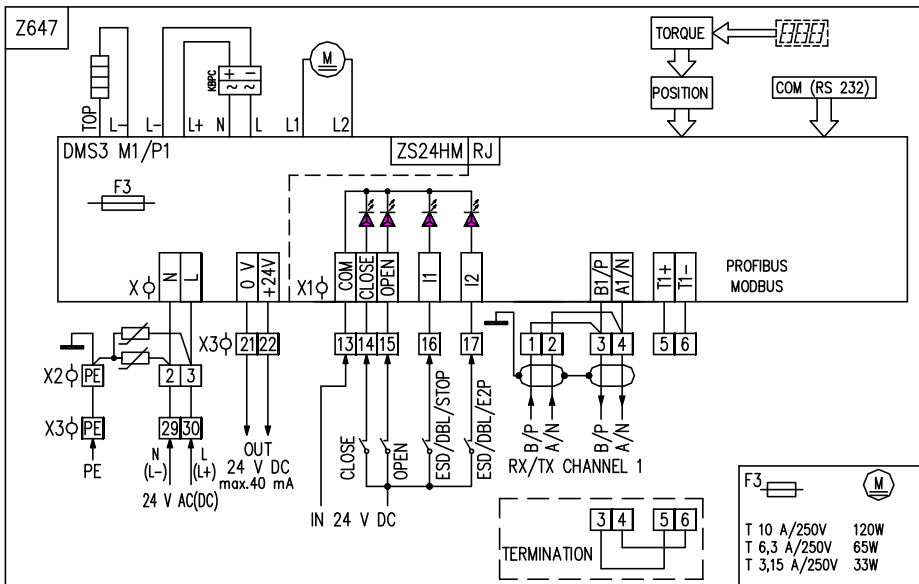 Z647
TORQUE
POSITION
COM (RS 232)
M
KBPC
+ −
~ ~
TOP
L-
L-
L+
N
L
L1
L2
DMS3 M1/P1
ZS24HM
RJ
F3
X
N
L
0 V
+24V
X1
COM
CLOSE
OPEN
I1
I2
B1/P
A1/N
T1+
T1-
PROFIBUS
MODBUS
X3
21 22
13 14 15
16
17
1 2
3 4
5 6
X2
PE
2 3
X3
PE
29 30
PE
N
(L-)
L
(L+)
24 V AC(DC)
OUT
24 V DC
max.40 mA
CLOSE
OPEN
ESD/DBL/STOP
ESD/DBL/E2P
IN 24 V DC
B/P
A/N
B/P
A/N
RX/TX CHANNEL 1
3 4
5 6
TERMINATION
F3
M
T 10 A/250V 120W
T 6,3 A/250V 65W
T 3,15 A/250V 33W